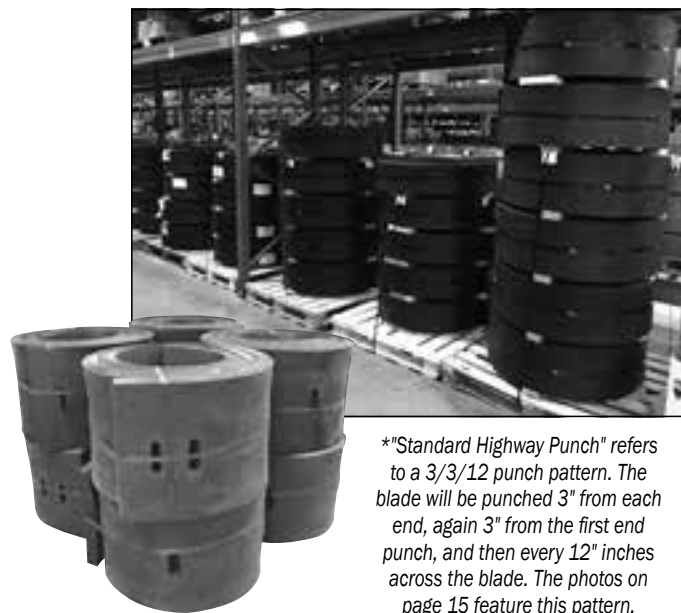 *"Standard Highway Punch" refers
to a 3/3/12 punch pattern. The
blade will be punched 3" from each
end, again 3" from the first end
punch, and then every 12" inches
across the blade. The photos on
page 15 feature this pattern.